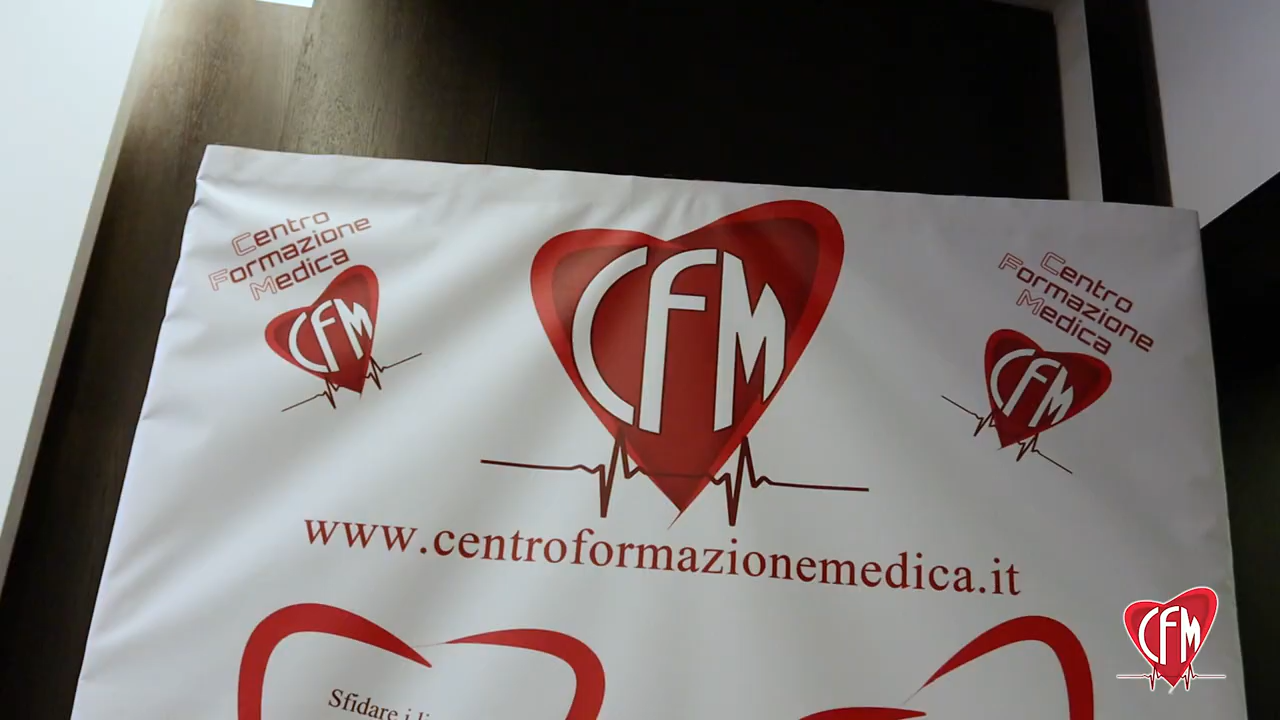 Centro
Formazione
Medica
CFM
CFM
Centro
Formazione
Medica
CFM
www.centroformazionemedica.it
Sfidare i
CFM